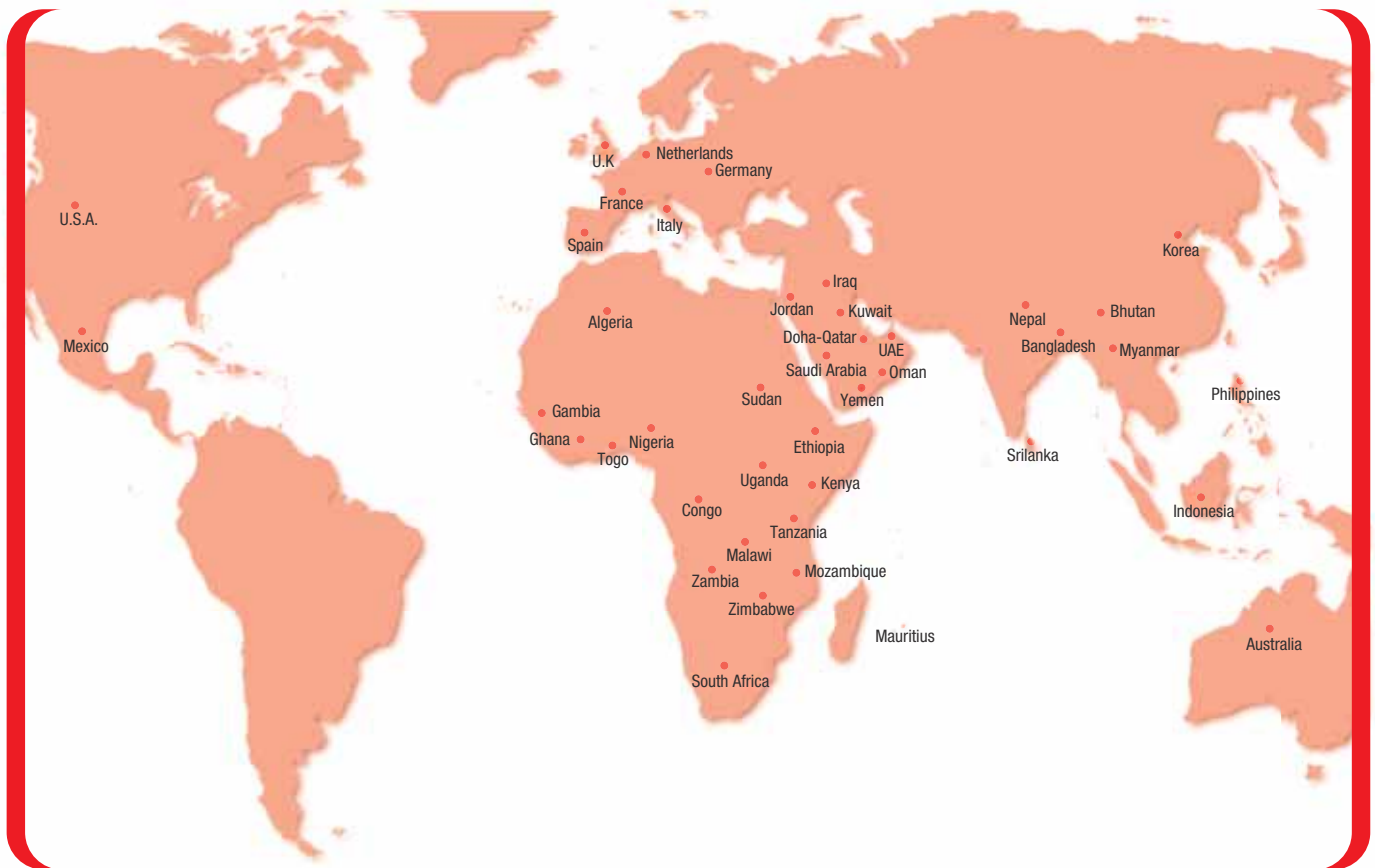 U.K
Netherlands
Germany
France
U.S.A.
Italy
Spain
Korea
Iraq
Jordan
Kuwait
Nepal
Bhutan
Algeria
Mexico
Doha-Qatar
UAE
Bangladesh
Myanmar
Saudi Arabia
Oman
Sudan
Yemen
Philippines
Gambia
Ghana
Nigeria
Togo
Ethiopia
Srilanka
Uganda
Kenya
Congo
Indonesia
Tanzania
Malawi
Zambia
Mozambique
Zimbabwe
Mauritius
Australia
South Africa